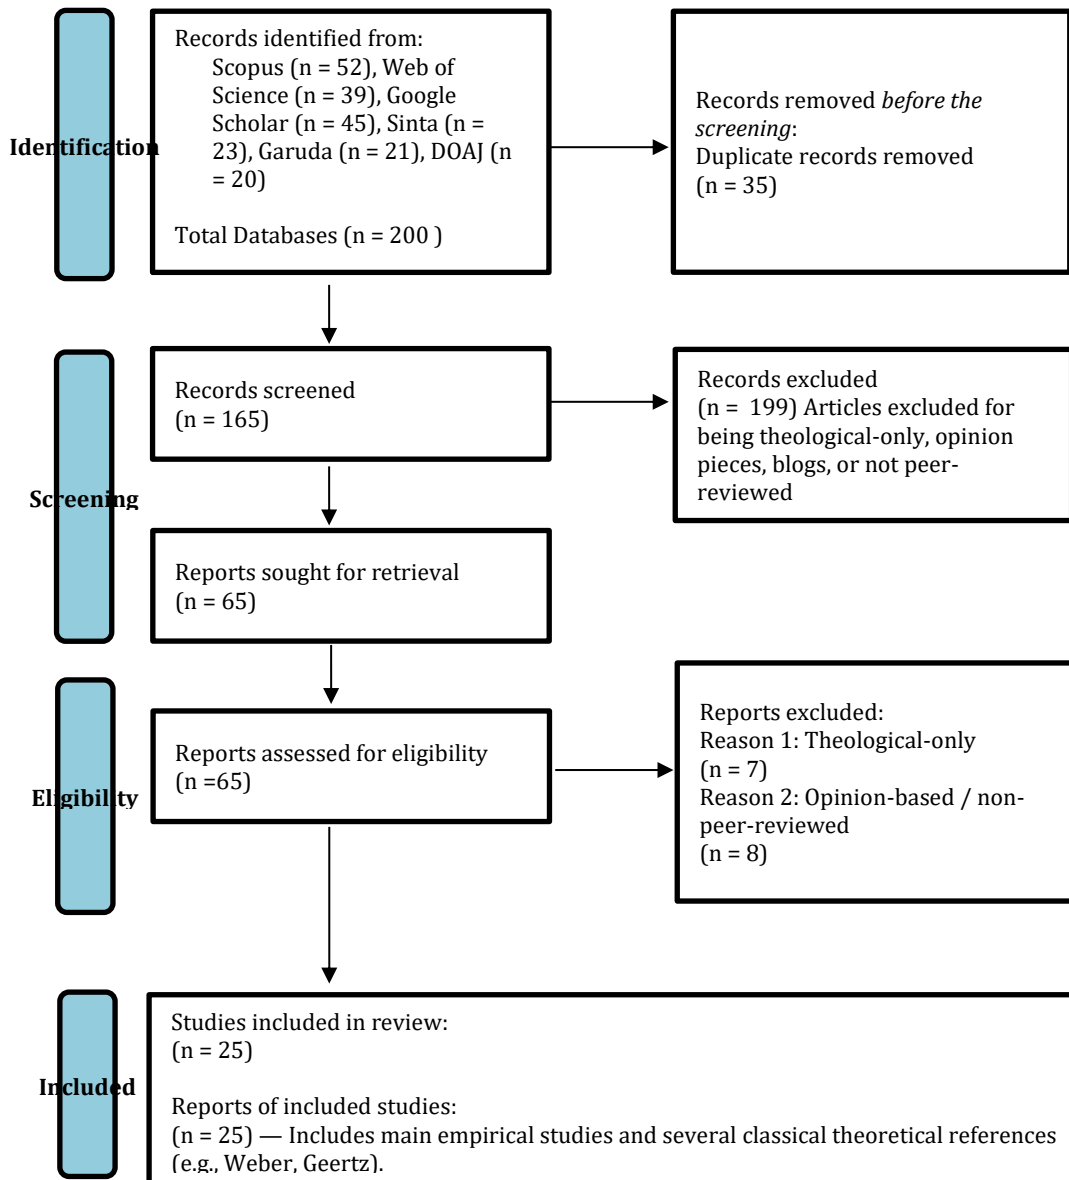 Identification
Records identified from:
Scopus (n = 52), Web of
Science (n = 39), Google
Scholar (n = 45), Sinta (n =
23), Garuda (n = 21), DOAJ (n
= 20)
Total Databases (n = 200 )
Records removed before the
screening:
Duplicate records removed
(n = 35)
Screening
Records screened
(n = 165)
Records excluded
(n = 199) Articles excluded for
being theological-only, opinion
pieces, blogs, or not peer-
reviewed
Reports sought for retrieval
(n = 65)
Eligibility
Reports assessed for eligibility
(n =65)
Reports excluded:
Reason 1: Theological-only
(n = 7)
Reason 2: Opinion-based / non-
peer-reviewed
(n = 8)
Included
Studies included in review:
(n = 25)
Reports of included studies:
(n = 25) — Includes main empirical studies and several classical theoretical references
(e.g., Weber, Geertz).